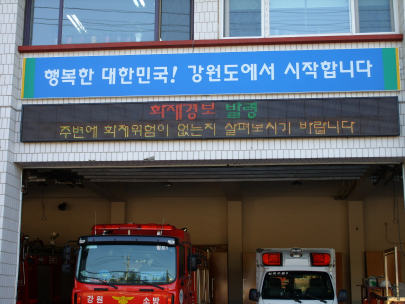 행복한 대한민국! 강원도에서 시작합니다
화재경보 발령
주변에 화재위험이 없는지 살펴보시기 바랍니다
강원 소방